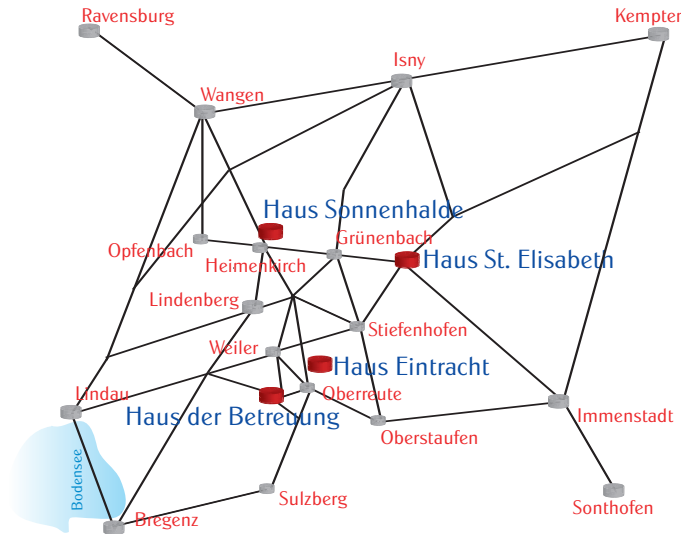 Ravensburg
Kempten
Isny
Wangen
Haus Sonnenhalde
Grünenbach
Opfenbach
Heimenkirch
Haus St. Elisabeth
Lindenberg
Stiefenhofen
Weiler
Haus Eintracht
Lindau
Oberreute
Haus der Betreuung
Immenstadt
Oberstaufen
Bodensee
Sulzberg
Sonthofen
Bregenz